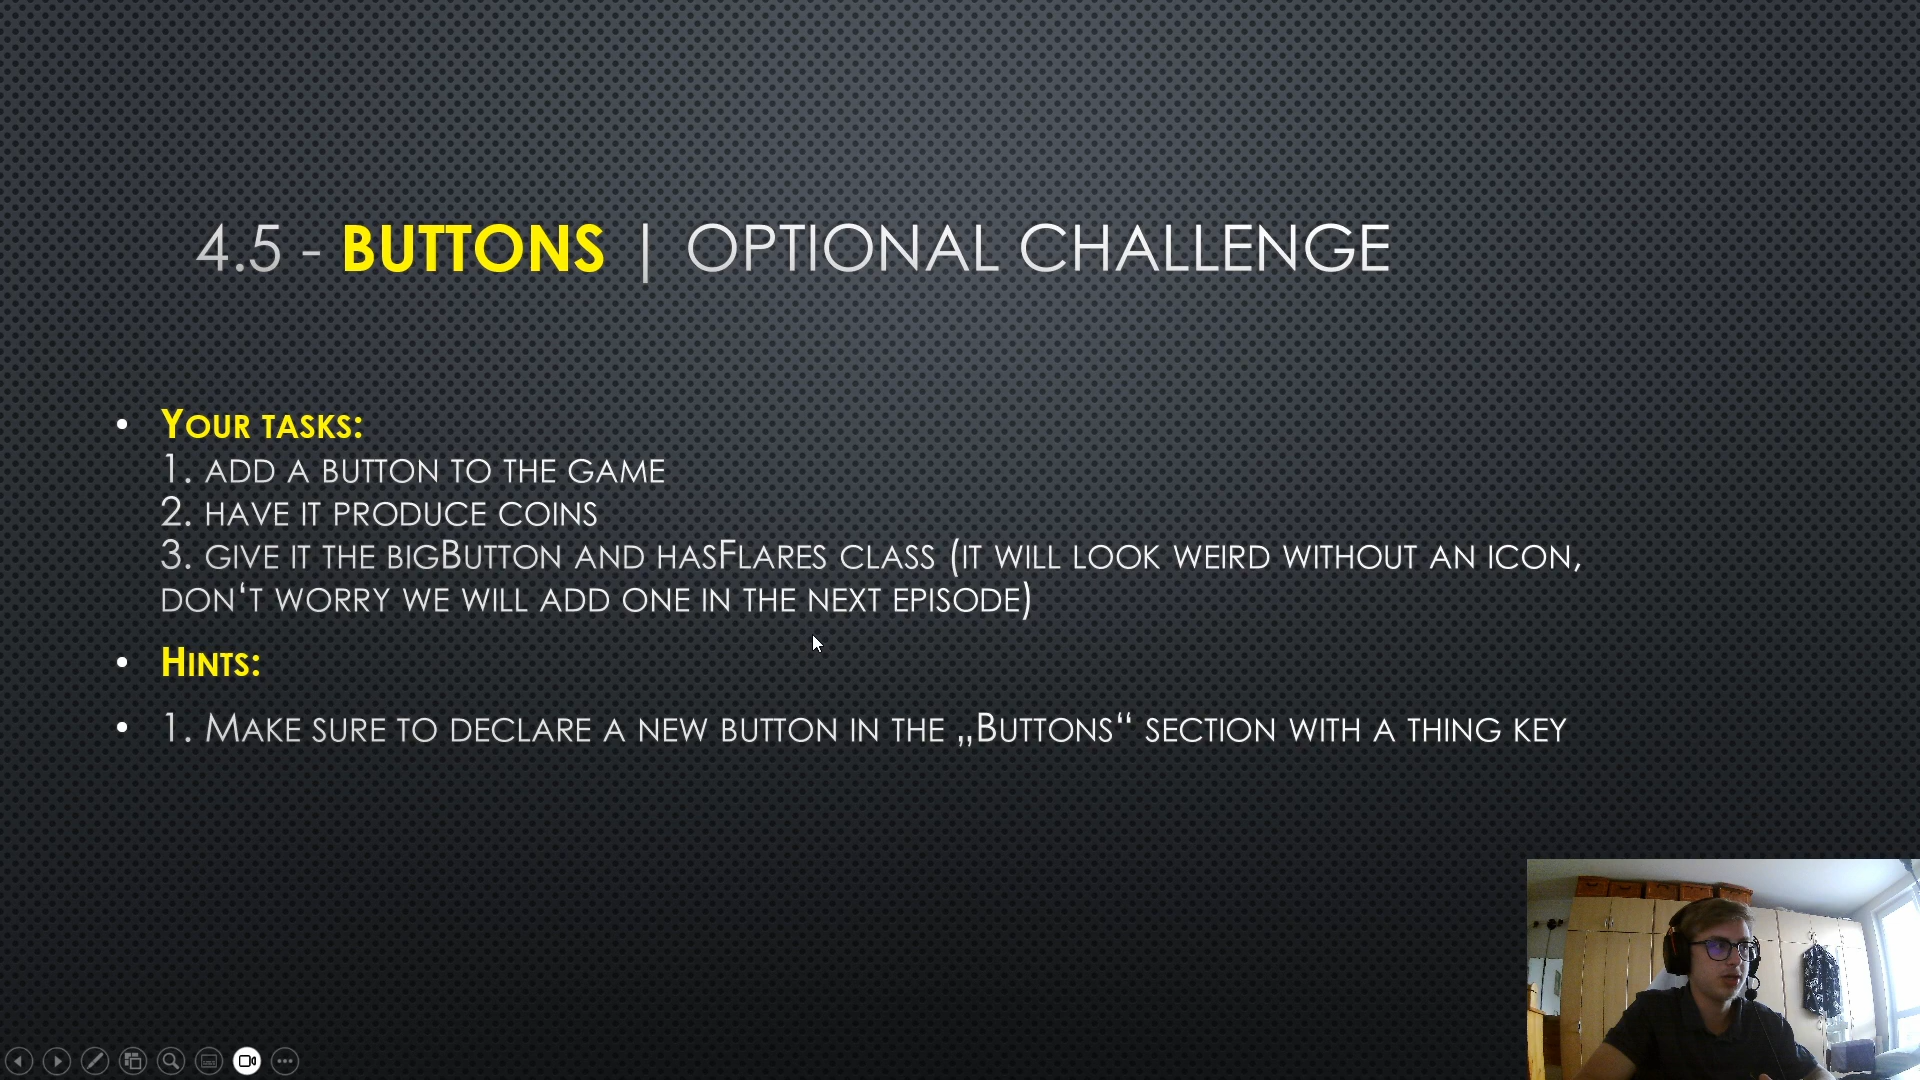 4.5 - BUTTONS | OPTIONAL CHALLENGE
• YOUR TASKS:
1. ADD A BUTTON TO THE GAME
2. HAVE IT PRODUCE COINS
3. GIVE IT THE BIGBUTTON AND HASFLARES CLASS (IT WILL LOOK WEIRD WITHOUT AN ICON,
DON‘T WORRY WE WILL ADD ONE IN THE NEXT EPISODE)
• HINTS:
• 1. MAKE SURE TO DECLARE A NEW BUTTON IN THE „BUTTONS“ SECTION WITH A THING KEY